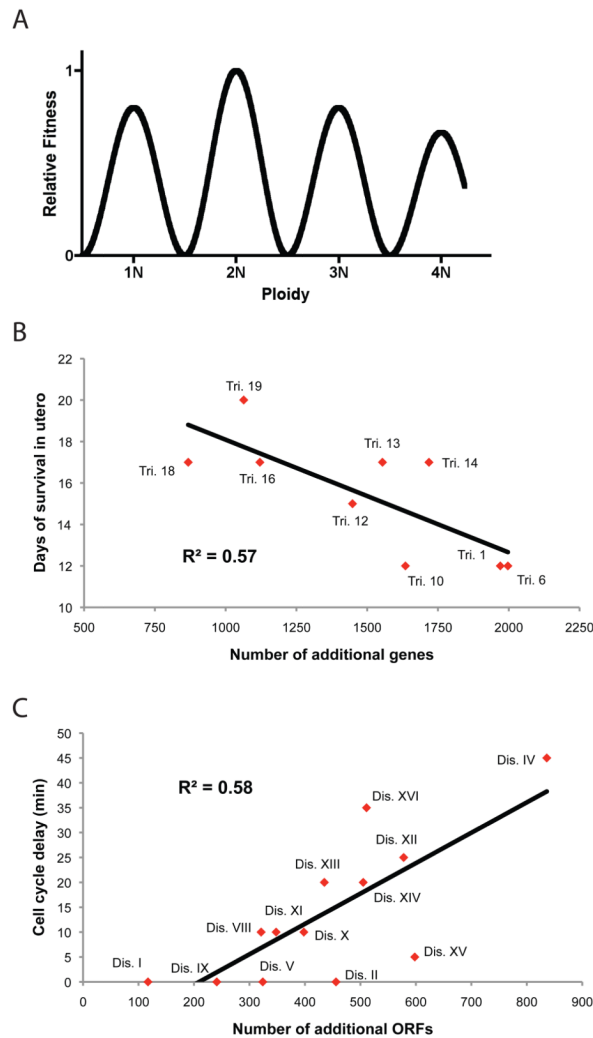 A
Relative Fitness
1
0
1N 2N 3N 4N
Ploidy
B
Days of survival in utero
22
20
18
16
14
12
10
Tri. 19
Tri. 18
Tri. 16
Tri. 13
Tri. 14
Tri. 12
Tri. 10
Tri. 1
Tri. 6
R² = 0.57
500 750 1000 1250 1500 1750 2000 2250
Number of additional genes
C
Cell cycle delay (min)
50
45
40
35
30
25
20
15
10
5
0
R² = 0.58
Dis. IV
Dis. XVI
Dis. XII
Dis. XIII
Dis. XIV
Dis. XI
Dis. VIII
Dis. X
Dis. XV
Dis. I
Dis. IX
Dis. V
Dis. II
0 100 200 300 400 500 600 700 800 900
Number of additional ORFs